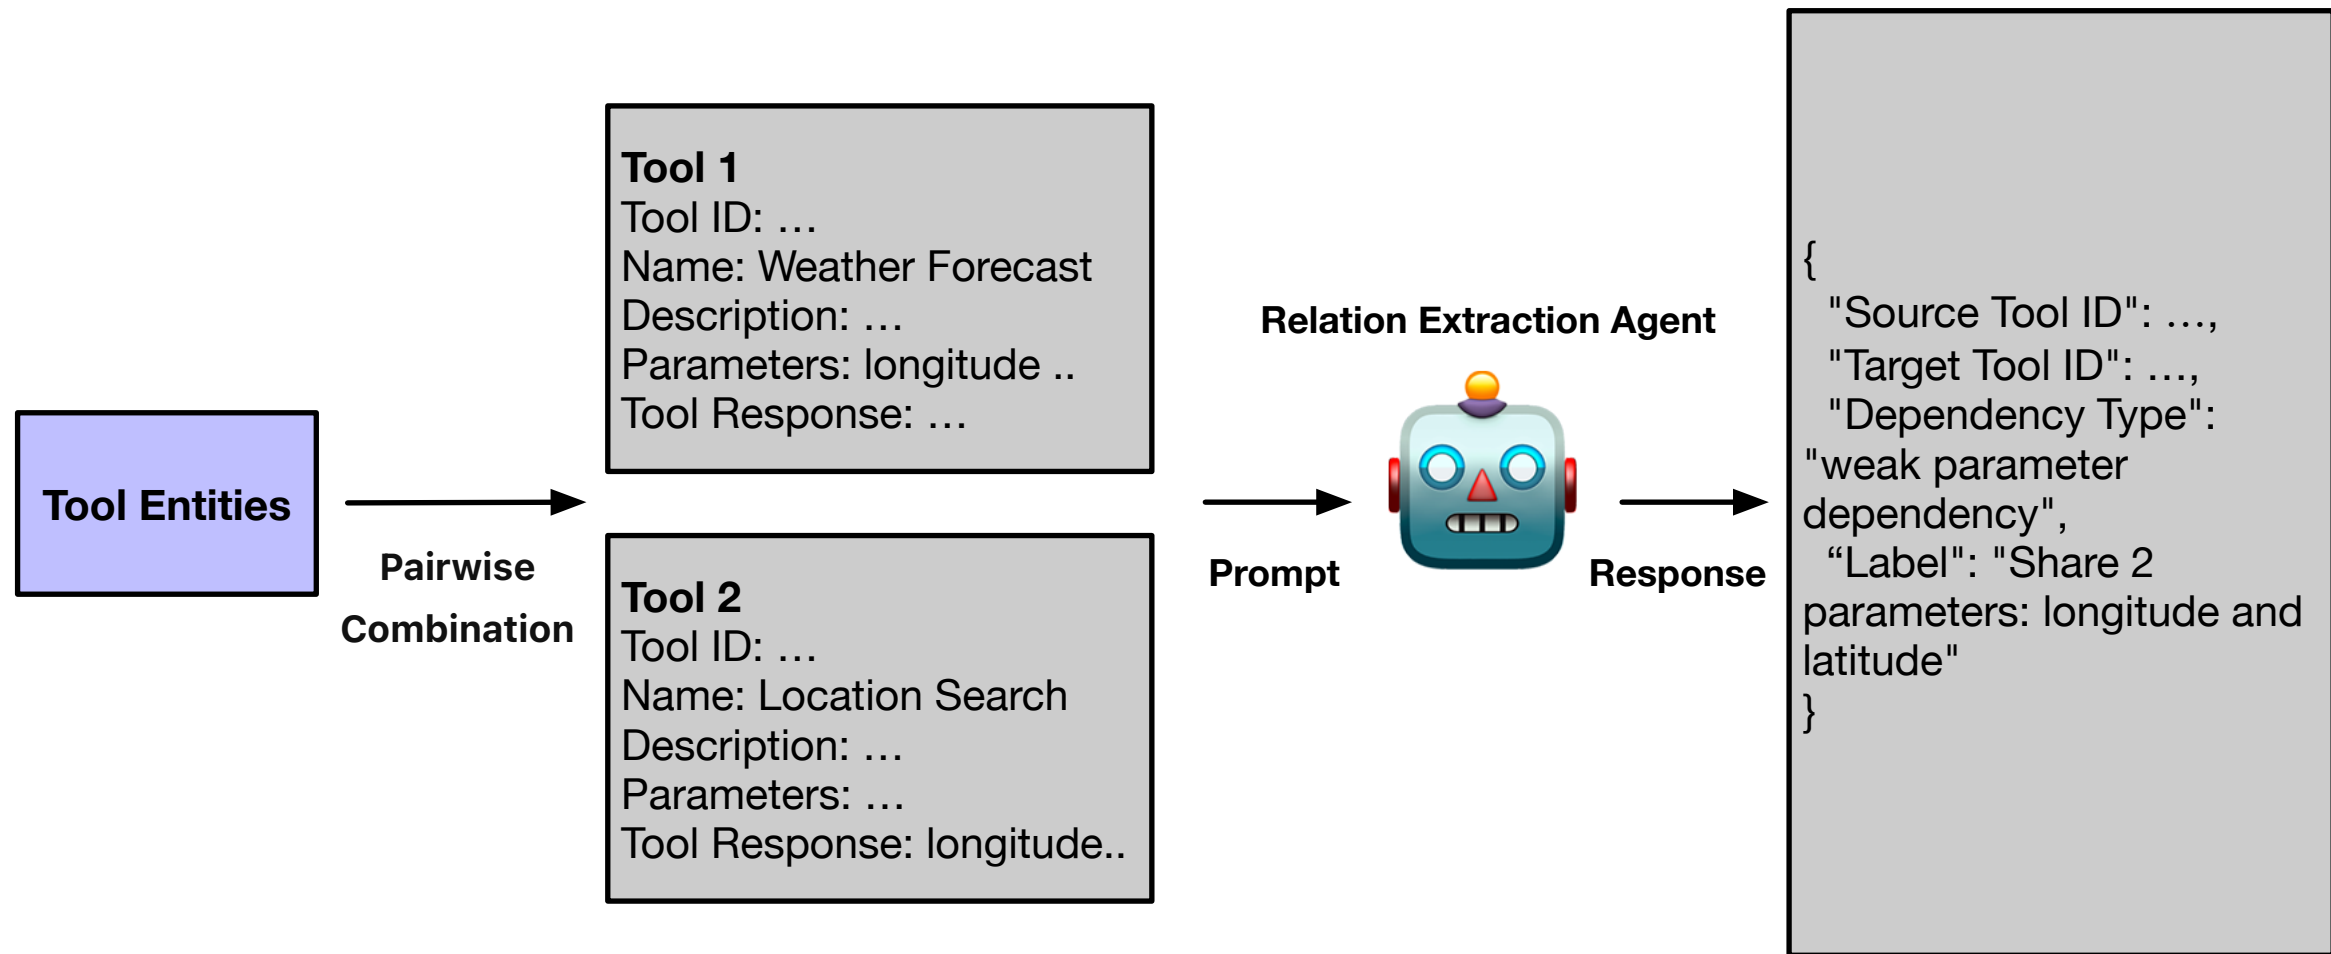 Tool Entities
Pairwise
Combination
Tool 1
Tool ID: …
Name: Weather Forecast
Description: …
Parameters: longitude ..
Tool Response: …
Tool 2
Tool ID: …
Name: Location Search
Description: …
Parameters: …
Tool Response: longitude..
Prompt
Relation Extraction Agent
Response
{
"Source Tool ID": …,
"Target Tool ID": …,
"Dependency Type":
"weak parameter
dependency",
“Label": "Share 2
parameters: longitude and
latitude"
}